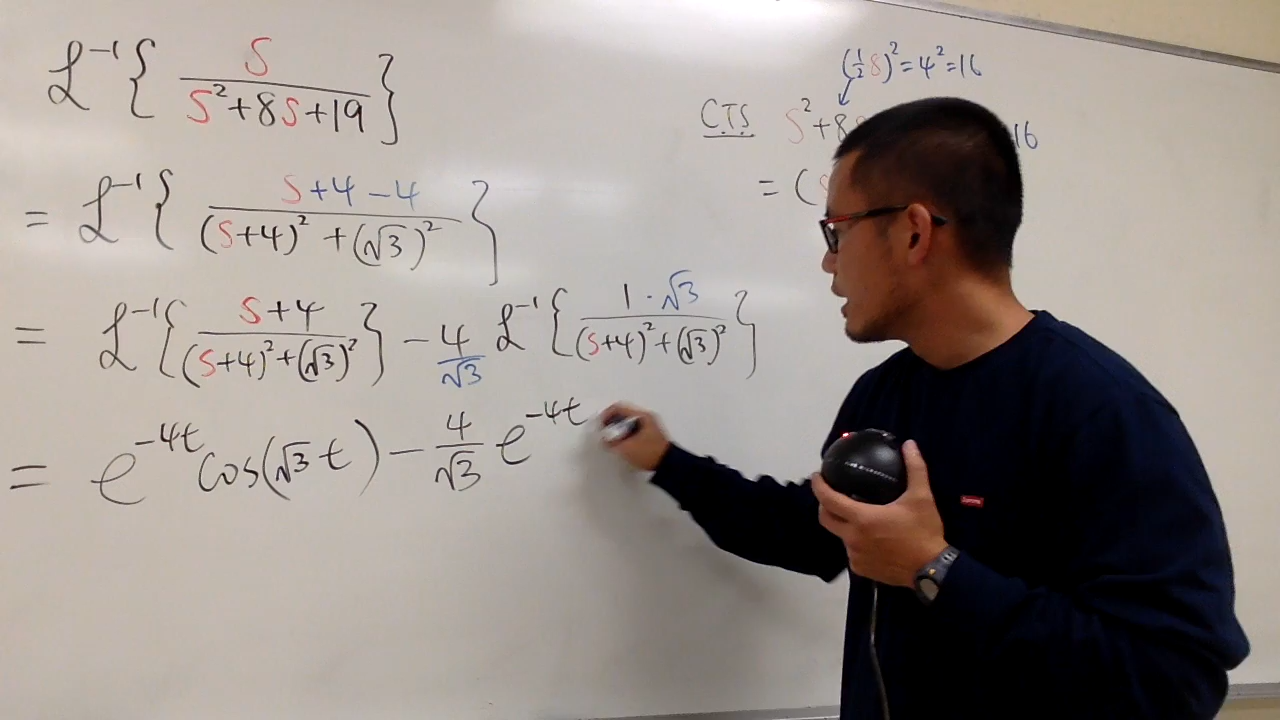 ℒ⁻¹{ s / (s²+8s+19) }
= ℒ⁻¹{ (s+4−4) / ((s+4)²+(√3)²) }
= ℒ⁻¹{ (s+4) / ((s+4)²+(√3)²) } − 4/√3 ℒ⁻¹{ (1·√3) / ((s+4)²+(√3)²) }
= e^(−4t) cos(√3 t) − 4/√3 e^(−4t)
(½8)²=4²=16
C.T.S s²+8 16
= (s
Supreme